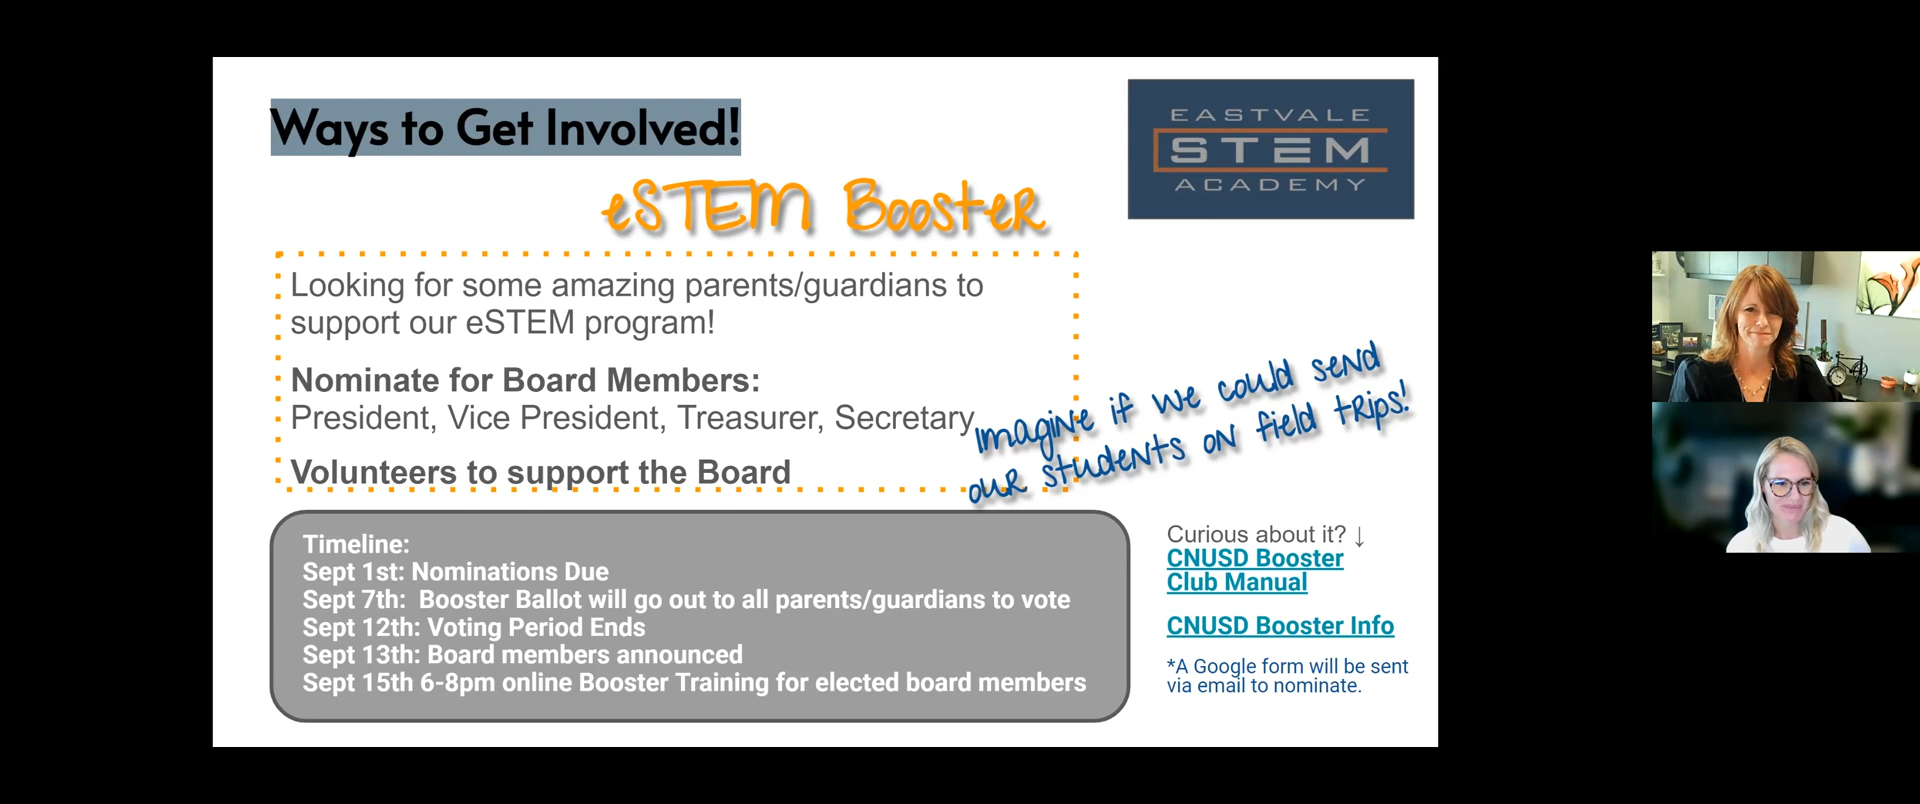 Ways to Get Involved!
EASTVALE
STEM
ACADEMY
eSTEM Booster
Looking for some amazing parents/guardians to
support our eSTEM program!
Nominate for Board Members:
President, Vice President, Treasurer, Secretary
Volunteers to support the Board
Imagine if we could send
our students on field trips!
Timeline:
Sept 1st: Nominations Due
Sept 7th:  Booster Ballot will go out to all parents/guardians to vote
Sept 12th: Voting Period Ends
Sept 13th: Board members announced
Sept 15th 6-8pm online Booster Training for elected board members
Curious about it? ↓
CNUSD Booster
Club Manual
CNUSD Booster Info
*A Google form will be sent
via email to nominate.